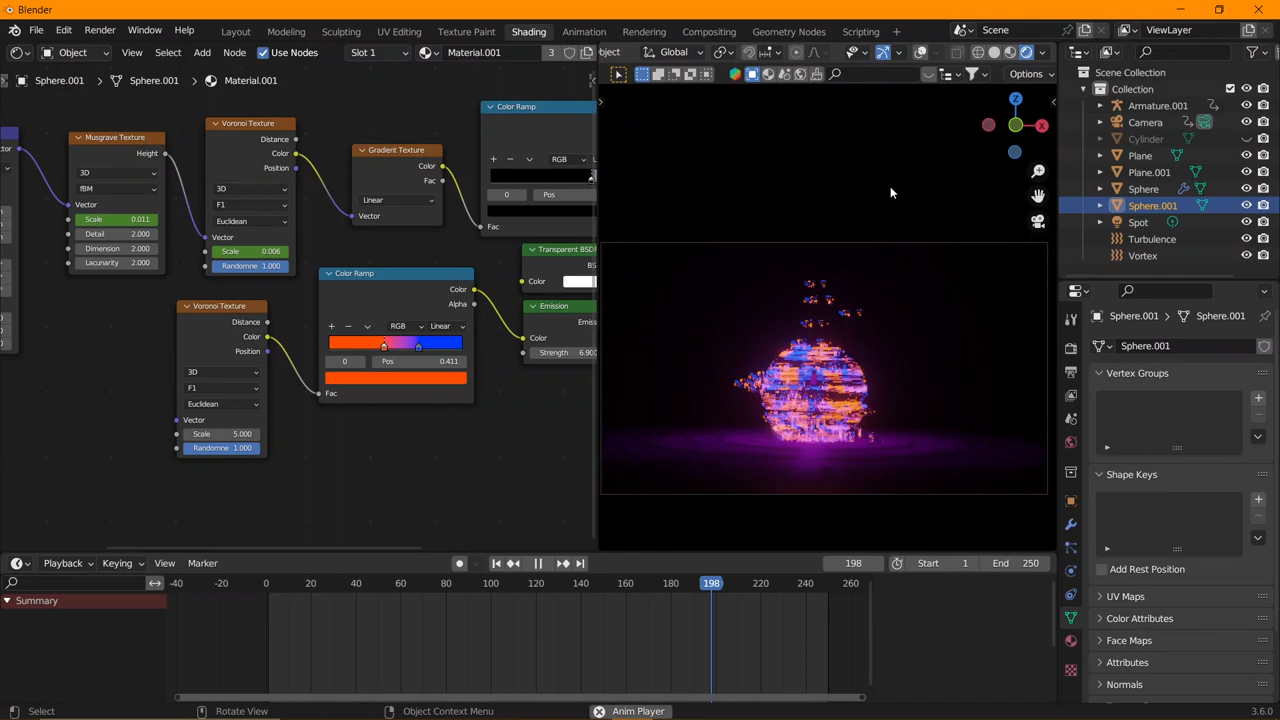 Blender
File Edit Render Window Help Layout Modeling Sculpting UV Editing Texture Paint Shading Animation Rendering Compositing Geometry Nodes Scripting + Scene ViewLayer
Object View Select Add Node Use Nodes Slot 1 Material.001 3 object Global
Sphere.001 > Sphere.001 > Material.001
Options
Scene Collection
Collection
Armature.001
Camera
Cylinder
Plane
Plane.001
Sphere
Sphere.001
Spot
Turbulence
Vortex
Z
X
Musgrave Texture
Height
3D
fBM
Vector
Scale 0.011
Detail 2.000
Dimension 2.000
Lacunarity 2.000
Voronoi Texture
Distance
Color
Position
3D
F1
Euclidean
Vector
Scale 0.006
Randomne 1.000
Gradient Texture
Color
Fac
Linear
Vector
Color Ramp
+ − RGB L
0 Pos
Fac
Transparent BSDF
BS
Color
Emission
Emiss
Color
Strength 6.900
Voronoi Texture
Distance
Color
Position
3D
F1
Euclidean
Vector
Scale 5.000
Randomne 1.000
Color Ramp
Color
Alpha
+ − RGB Linear
0 Pos 0.411
Fac
Sphere.001 > Sphere.001
Sphere.001
Vertex Groups
Shape Keys
Add Rest Position
UV Maps
Color Attributes
Face Maps
Attributes
Normals
Playback Keying View Marker 198 Start 1 End 250
-40 -20 0 20 40 60 80 100 120 140 160 180 198 220 240 260
Summary
Select Rotate View Object Context Menu Anim Player 3.6.0